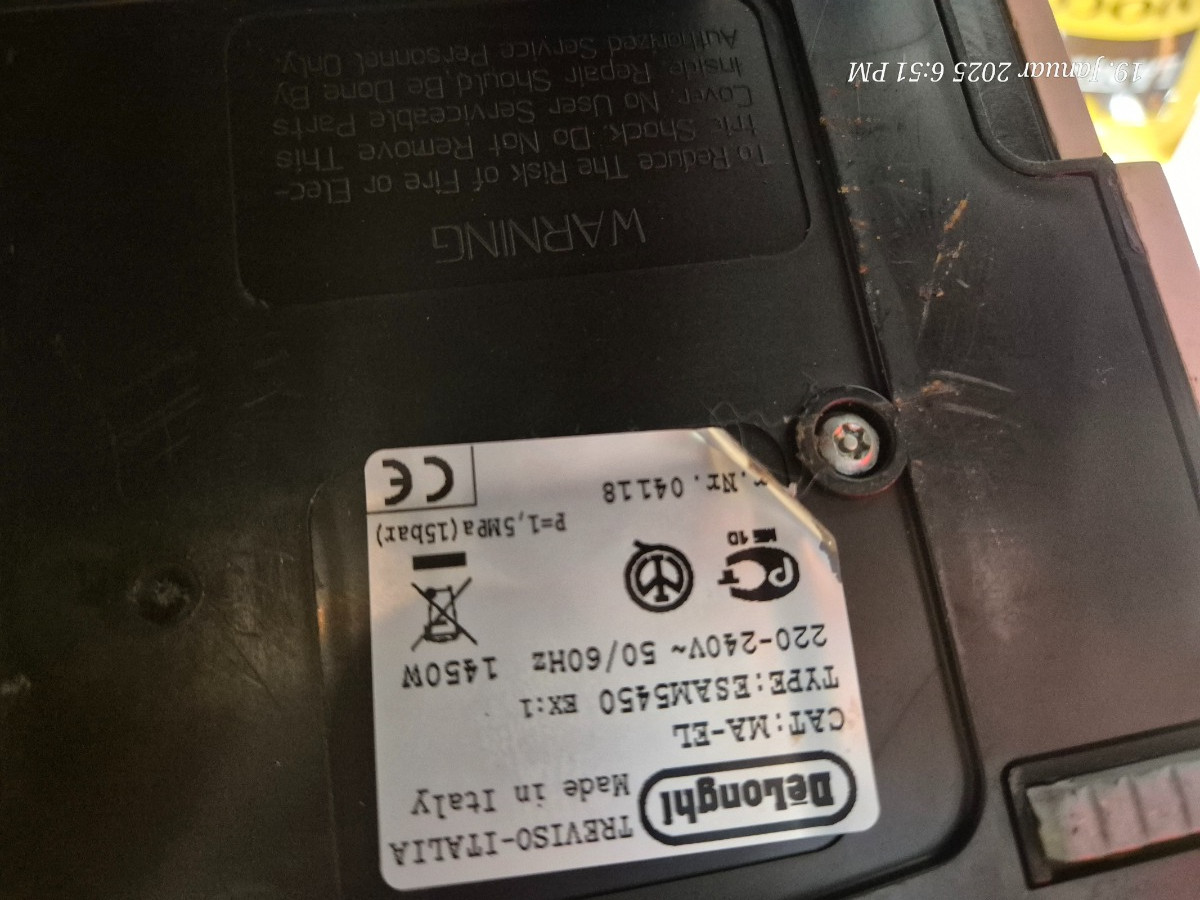 DeLonghi
TREVISO-ITALIA
Made in Italy
CAT:MA-EL
TYPE:ESAM5450 EX:1
220-240V~ 50/60Hz 1450W
PCT
ME 10
P=1,5MPa(15bar)
.Nr. 04118
CE
WARNING
To Reduce The Risk of Fire or Elec-
tric Shock. Do Not Remove This
Cover. No User Serviceable Parts
Inside. Repair Should Be Done By
Authorized Service Personnel Only.
19. Januar 2025 6:51 PM